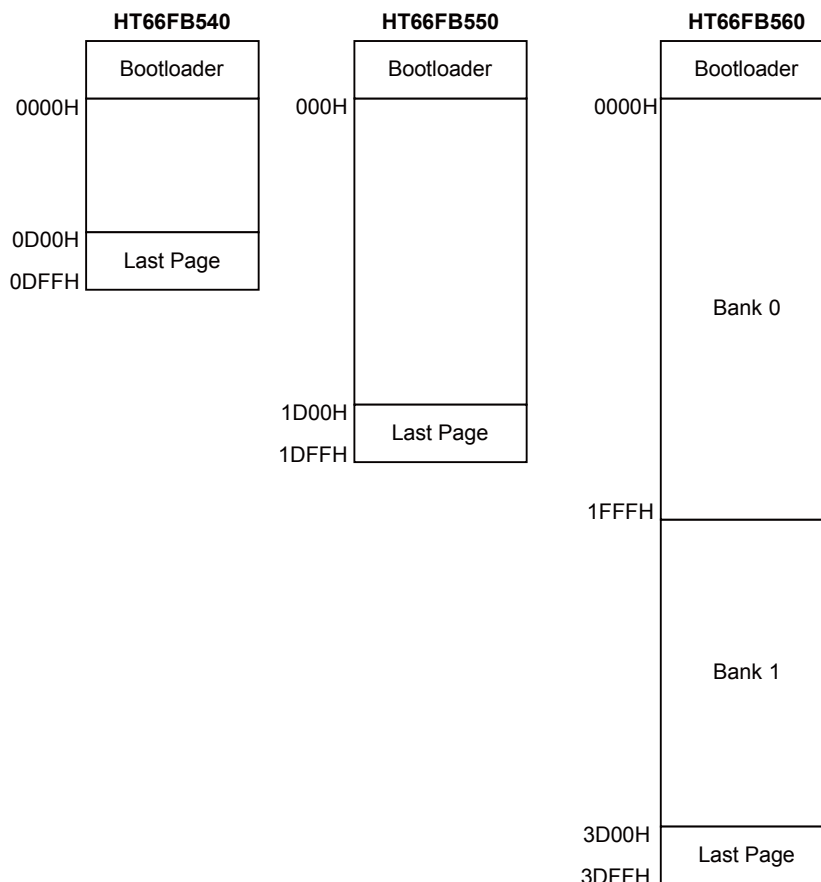 HT66FB540
Bootloader
0000H
0D00H
Last Page
0DFFH
HT66FB550
Bootloader
000H
1D00H
Last Page
1DFFH
HT66FB560
Bootloader
0000H
Bank 0
1FFFH
Bank 1
3D00H
Last Page
3DFFH